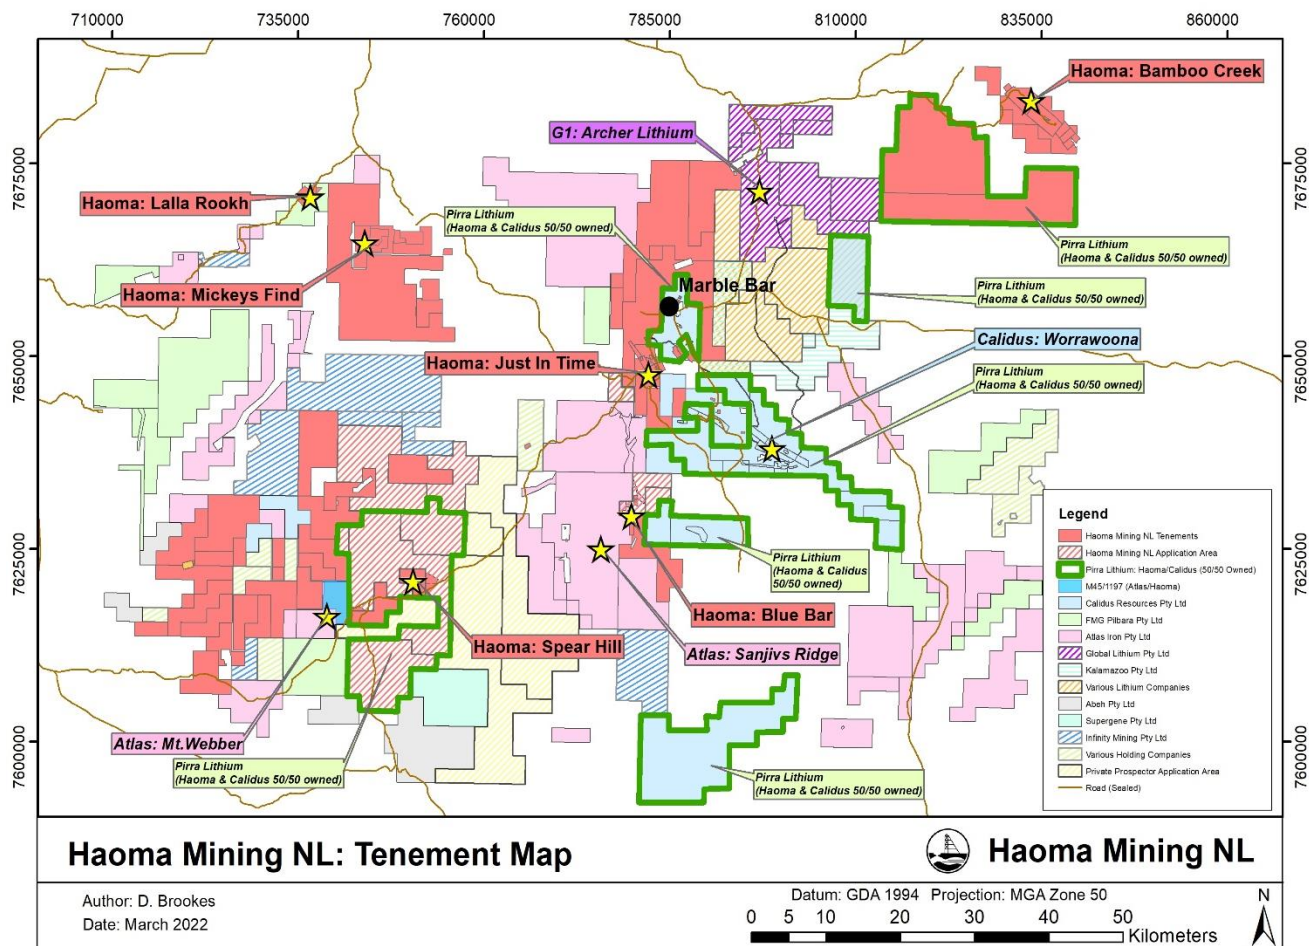 710000
735000
760000
785000
810000
835000
860000
7675000
7675000
7650000
7650000
7625000
7625000
7600000
7600000
Haoma: Bamboo Creek
G1: Archer Lithium
Haoma: Lalla Rookh
Pirra Lithium
(Haoma & Calidus 50/50 owned)
Pirra Lithium
(Haoma & Calidus 50/50 owned)
Marble Bar
Pirra Lithium
(Haoma & Calidus 50/50 owned)
Haoma: Mickeys Find
Calidus: Worrawoona
Haoma: Just In Time
Pirra Lithium
(Haoma & Calidus 50/50 owned)
Pirra Lithium
(Haoma & Calidus
50/50 owned)
Haoma: Blue Bar
Haoma: Spear Hill
Atlas: Sanjivs Ridge
Atlas: Mt.Webber
Pirra Lithium
(Haoma & Calidus 50/50 owned)
Pirra Lithium
(Haoma & Calidus 50/50 owned)
Legend
Haoma Mining NL Tenements
Haoma Mining NL Application Area
Pirra Lithium: Haoma/Calidus (50/50 Owned)
M45/1197 (Atlas/Haoma)
Calidus Resources Pty Ltd
FMG Pilbara Pty Ltd
Atlas Iron Pty Ltd
Global Lithium Pty Ltd
Kalamazoo Pty Ltd
Various Lithium Companies
Abeh Pty Ltd
Supergene Pty Ltd
Infinity Mining Pty Ltd
Various Holding Companies
Private Prospector Application Area
Road (Sealed)
Haoma Mining NL: Tenement Map
Haoma Mining NL
Author: D. Brookes
Date: March 2022
Datum: GDA 1994 Projection: MGA Zone 50
0 5 10 20 30 40 50
Kilometers
N